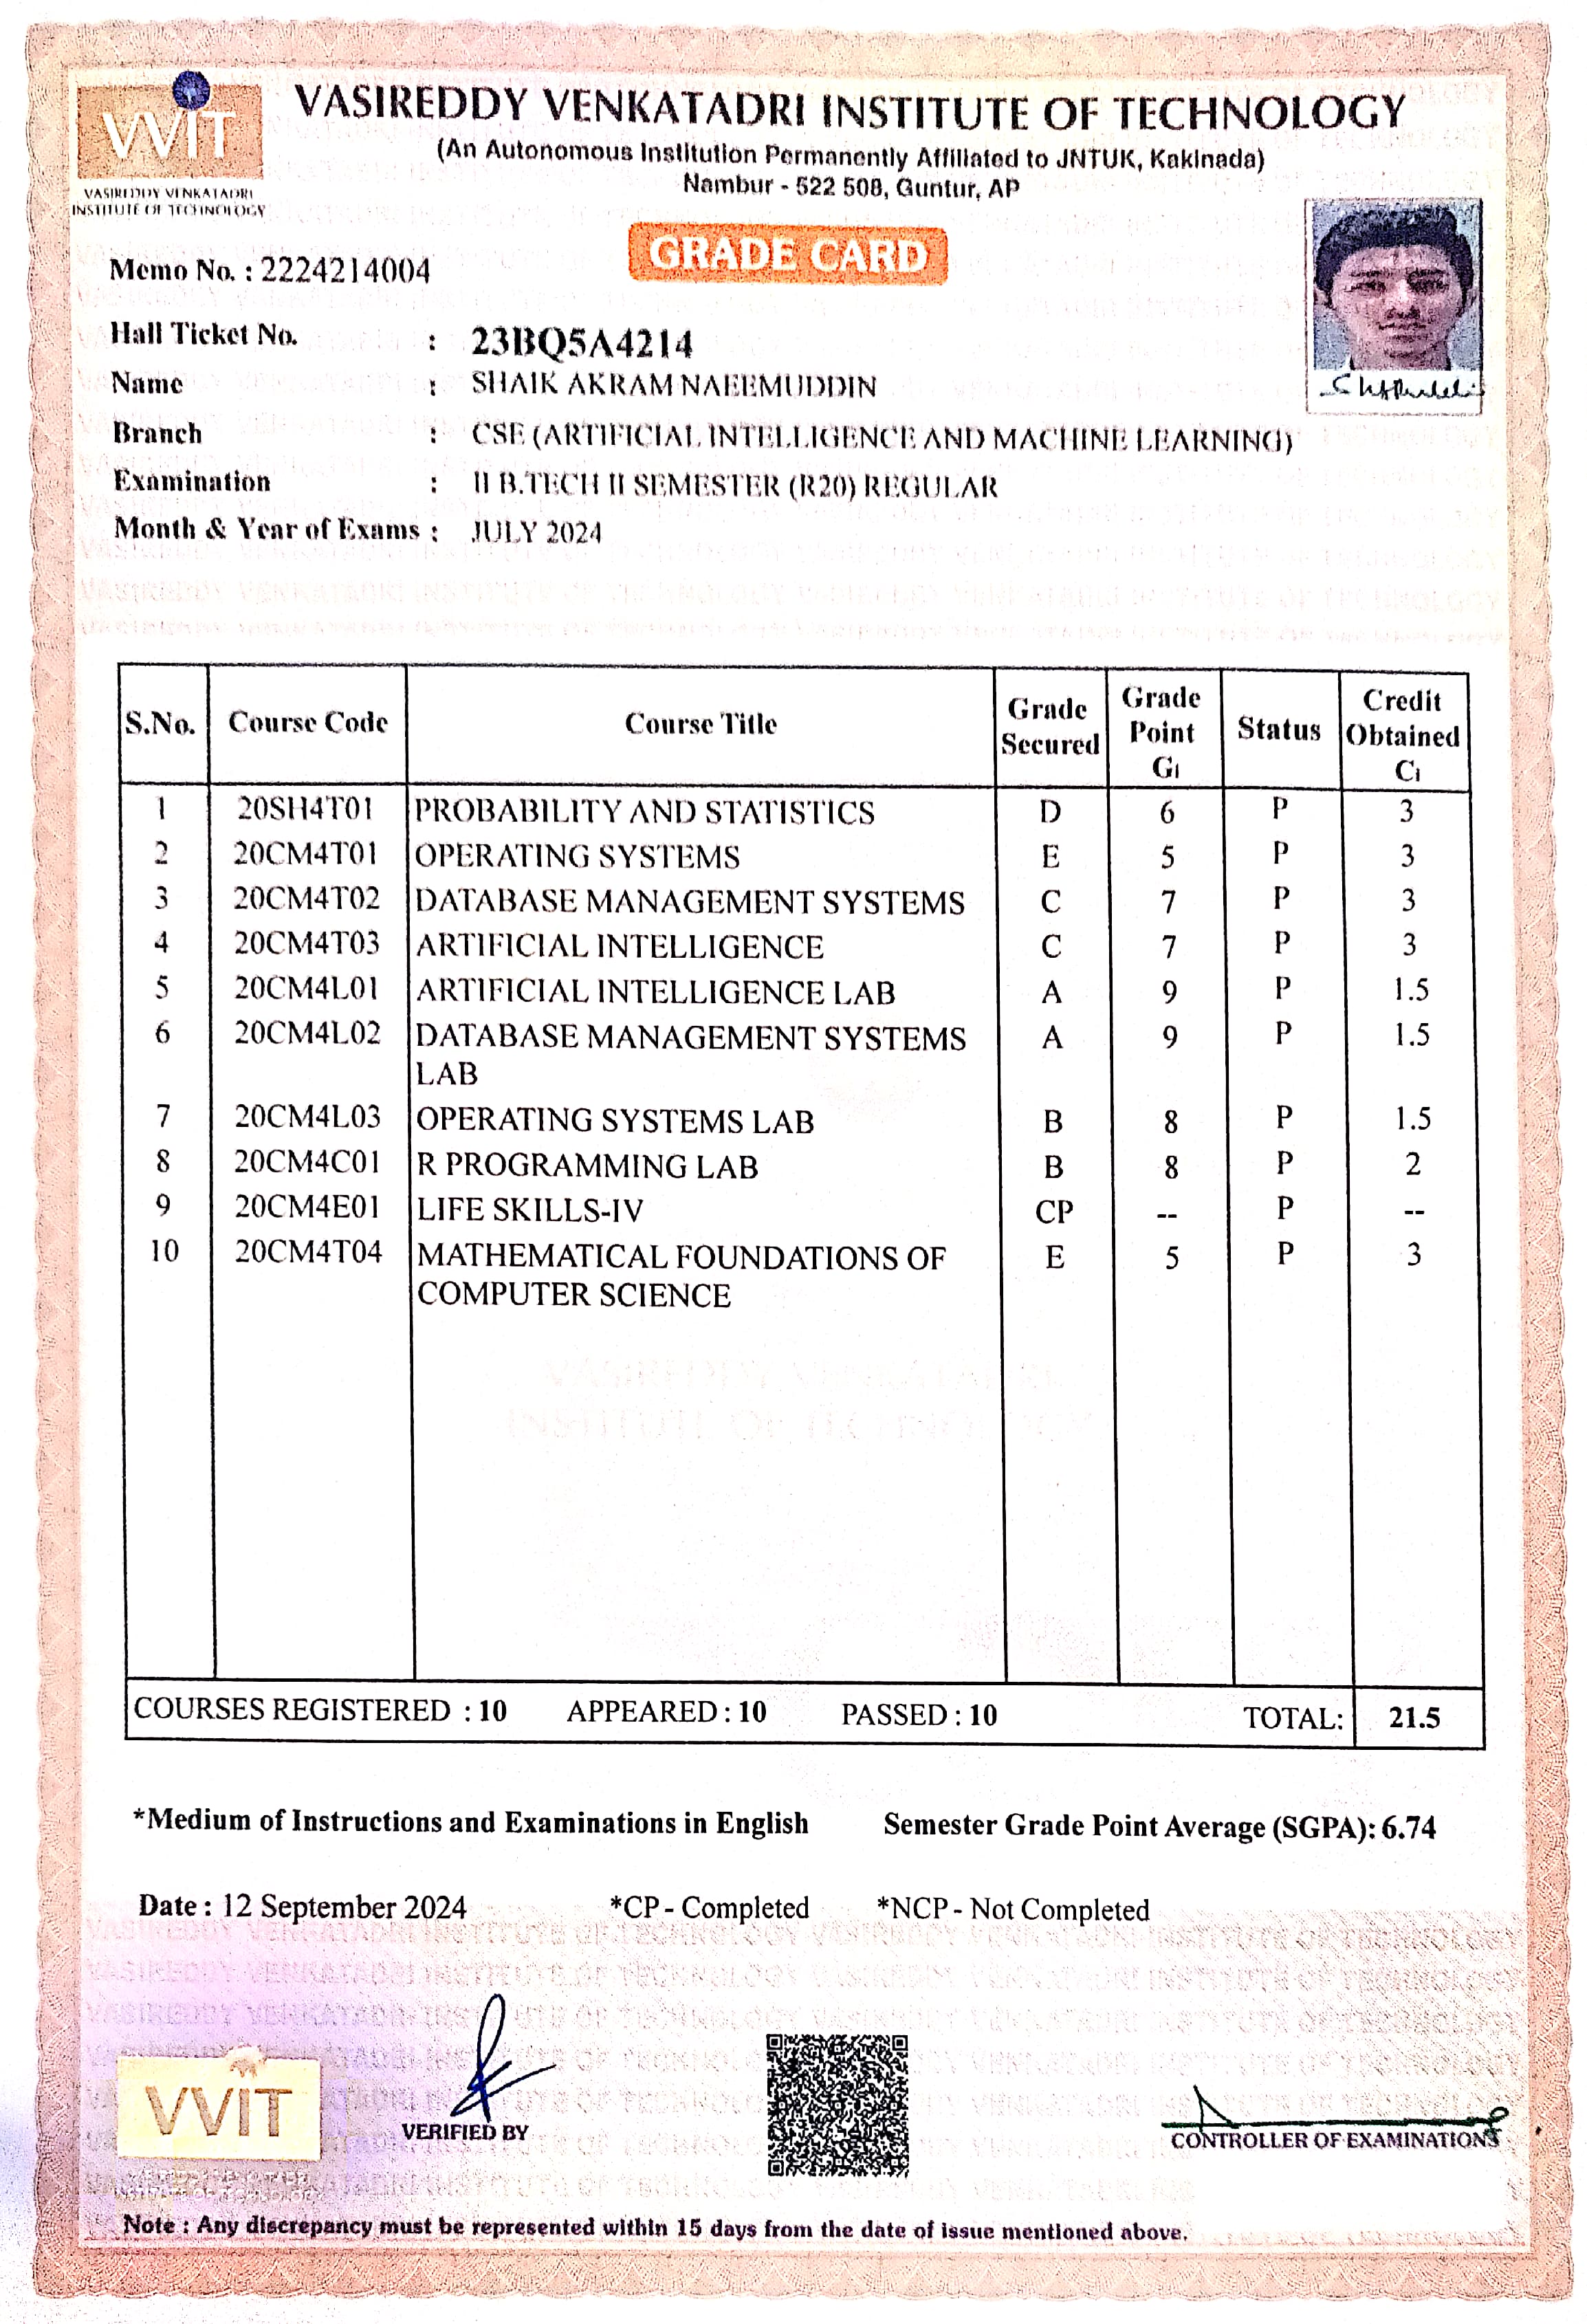 VVIT
VASIREDDY VENKATADRI
INSTITUTE OF TECHNOLOGY
VASIREDDY VENKATADRI INSTITUTE OF TECHNOLOGY
(An Autonomous Institution Permanently Affiliated to JNTUK, Kakinada)
Nambur - 522 508, Guntur, AP
GRADE CARD
Memo No. : 2224214004
Hall Ticket No. : 23BQ5A4214
Name : SHAIK AKRAM NAEEMUDDIN
Branch : CSE (ARTIFICIAL INTELLIGENCE AND MACHINE LEARNING)
Examination : II B.TECH II SEMESTER (R20) REGULAR
Month & Year of Exams : JULY 2024
S.No. Course Code Course Title Grade Secured Grade Point Gi Status Credit Obtained Ci
1 20SH4T01 PROBABILITY AND STATISTICS D 6 P 3
2 20CM4T01 OPERATING SYSTEMS E 5 P 3
3 20CM4T02 DATABASE MANAGEMENT SYSTEMS C 7 P 3
4 20CM4T03 ARTIFICIAL INTELLIGENCE C 7 P 3
5 20CM4L01 ARTIFICIAL INTELLIGENCE LAB A 9 P 1.5
6 20CM4L02 DATABASE MANAGEMENT SYSTEMS A 9 P 1.5
LAB
7 20CM4L03 OPERATING SYSTEMS LAB B 8 P 1.5
8 20CM4C01 R PROGRAMMING LAB B 8 P 2
9 20CM4E01 LIFE SKILLS-IV CP -- P --
10 20CM4T04 MATHEMATICAL FOUNDATIONS OF E 5 P 3
COMPUTER SCIENCE
COURSES REGISTERED : 10 APPEARED : 10 PASSED : 10 TOTAL: 21.5
*Medium of Instructions and Examinations in English Semester Grade Point Average (SGPA): 6.74
Date : 12 September 2024 *CP - Completed *NCP - Not Completed
VVIT
VERIFIED BY
CONTROLLER OF EXAMINATIONS
Note : Any discrepancy must be represented within 15 days from the date of issue mentioned above.